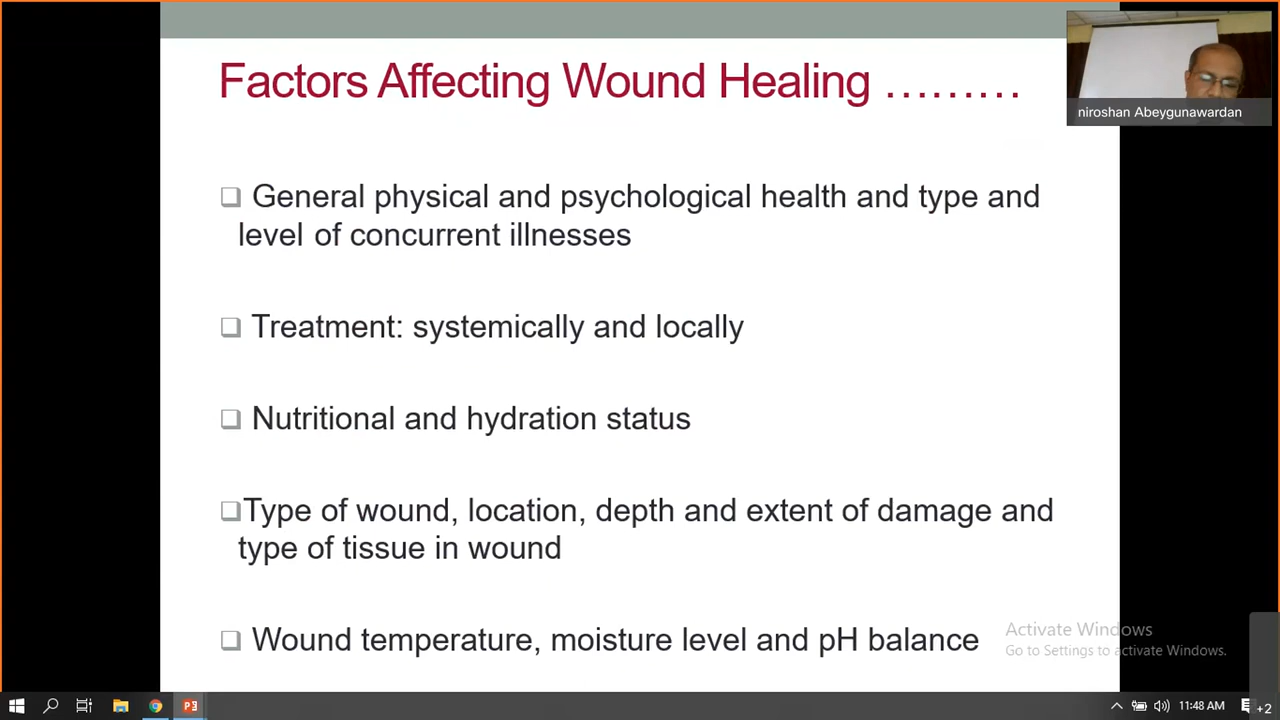 Factors Affecting Wound Healing ………
niroshan Abeygunawardan
General physical and psychological health and type and
level of concurrent illnesses
Treatment: systemically and locally
Nutritional and hydration status
Type of wound, location, depth and extent of damage and
type of tissue in wound
Wound temperature, moisture level and pH balance
Activate Windows
Go to Settings to activate Windows.
11:48 AM
+2